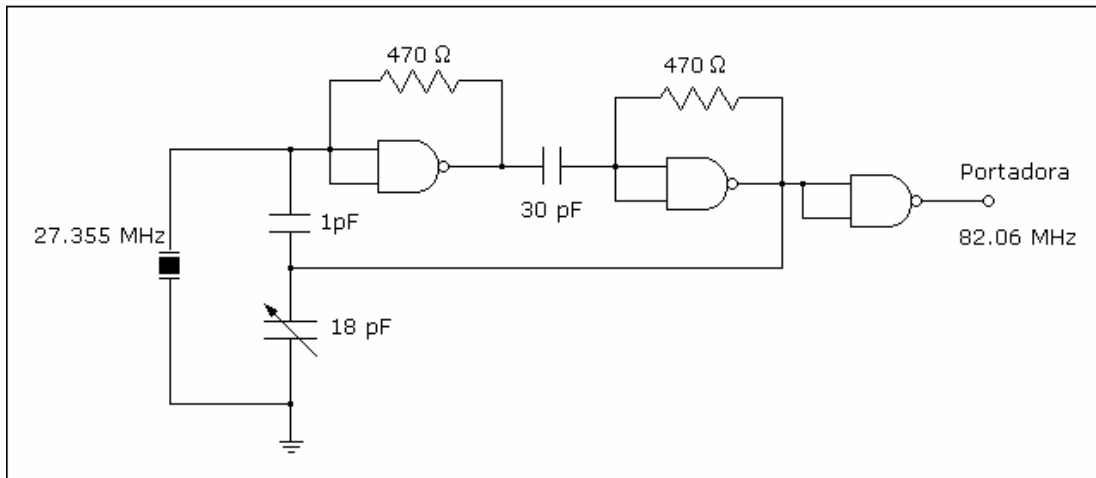 470 Ω
470 Ω
Portadora
30 pF
1pF
27.355 MHz
82.06 MHz
18 pF